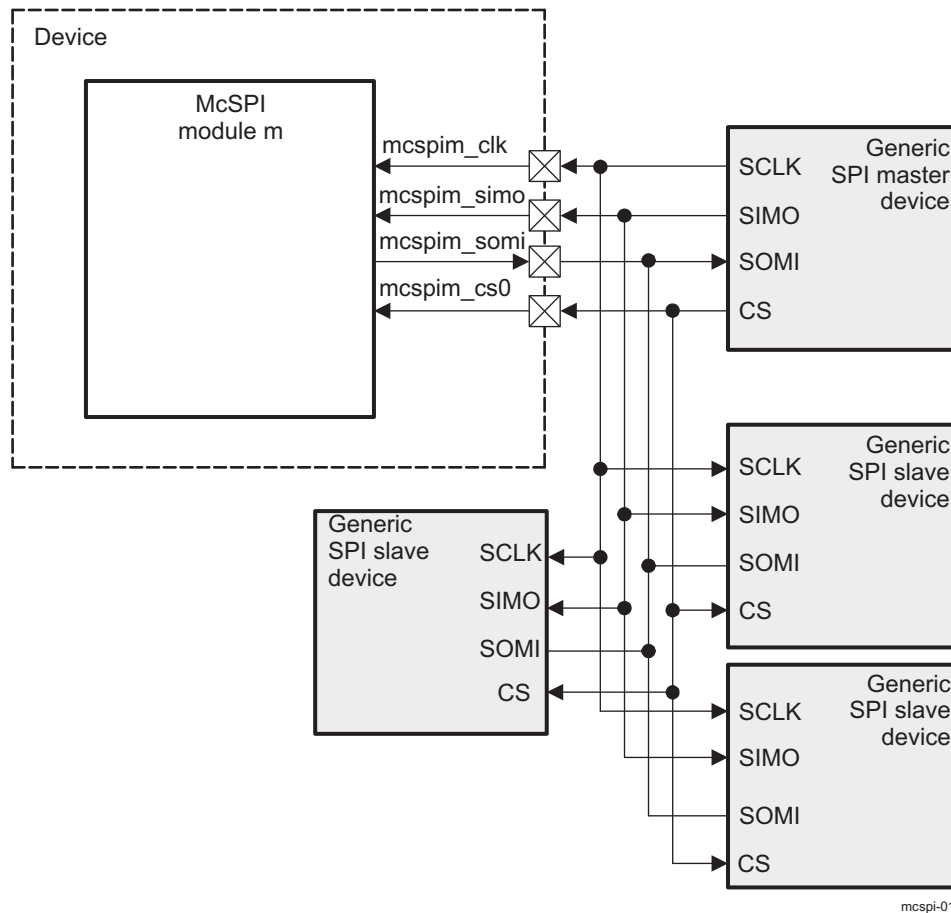 Device
McSPI
module m
mcspim_clk
mcspim_simo
mcspim_somi
mcspim_cs0
SCLK
SIMO
SOMI
CS
Generic
SPI master
device
SCLK
SIMO
SOMI
CS
Generic
SPI slave
device
Generic
SPI slave
device
SCLK
SIMO
SOMI
CS
SCLK
SIMO
SOMI
CS
Generic
SPI slave
device